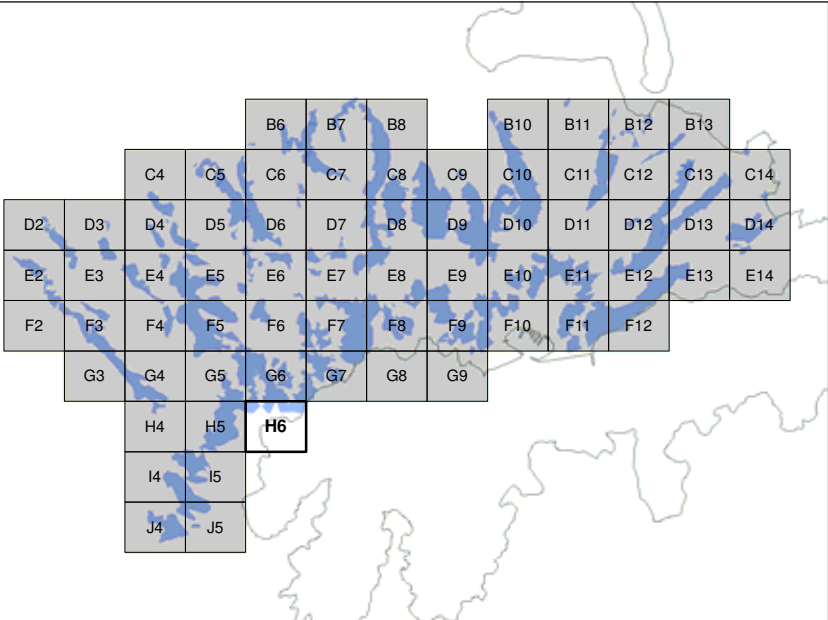 B6 B7 B8 B10 B11 B12 B13
C4 C5 C6 C7 C8 C9 C10 C11 C12 C13 C14
D2 D3 D4 D5 D6 D7 D8 D9 D10 D11 D12 D13 D14
E2 E3 E4 E5 E6 E7 E8 E9 E10 E11 E12 E13 E14
F2 F3 F4 F5 F6 F7 F8 F9 F10 F11 F12
G3 G4 G5 G6 G7 G8 G9
H4 H5 H6
I4 I5
J4 J5